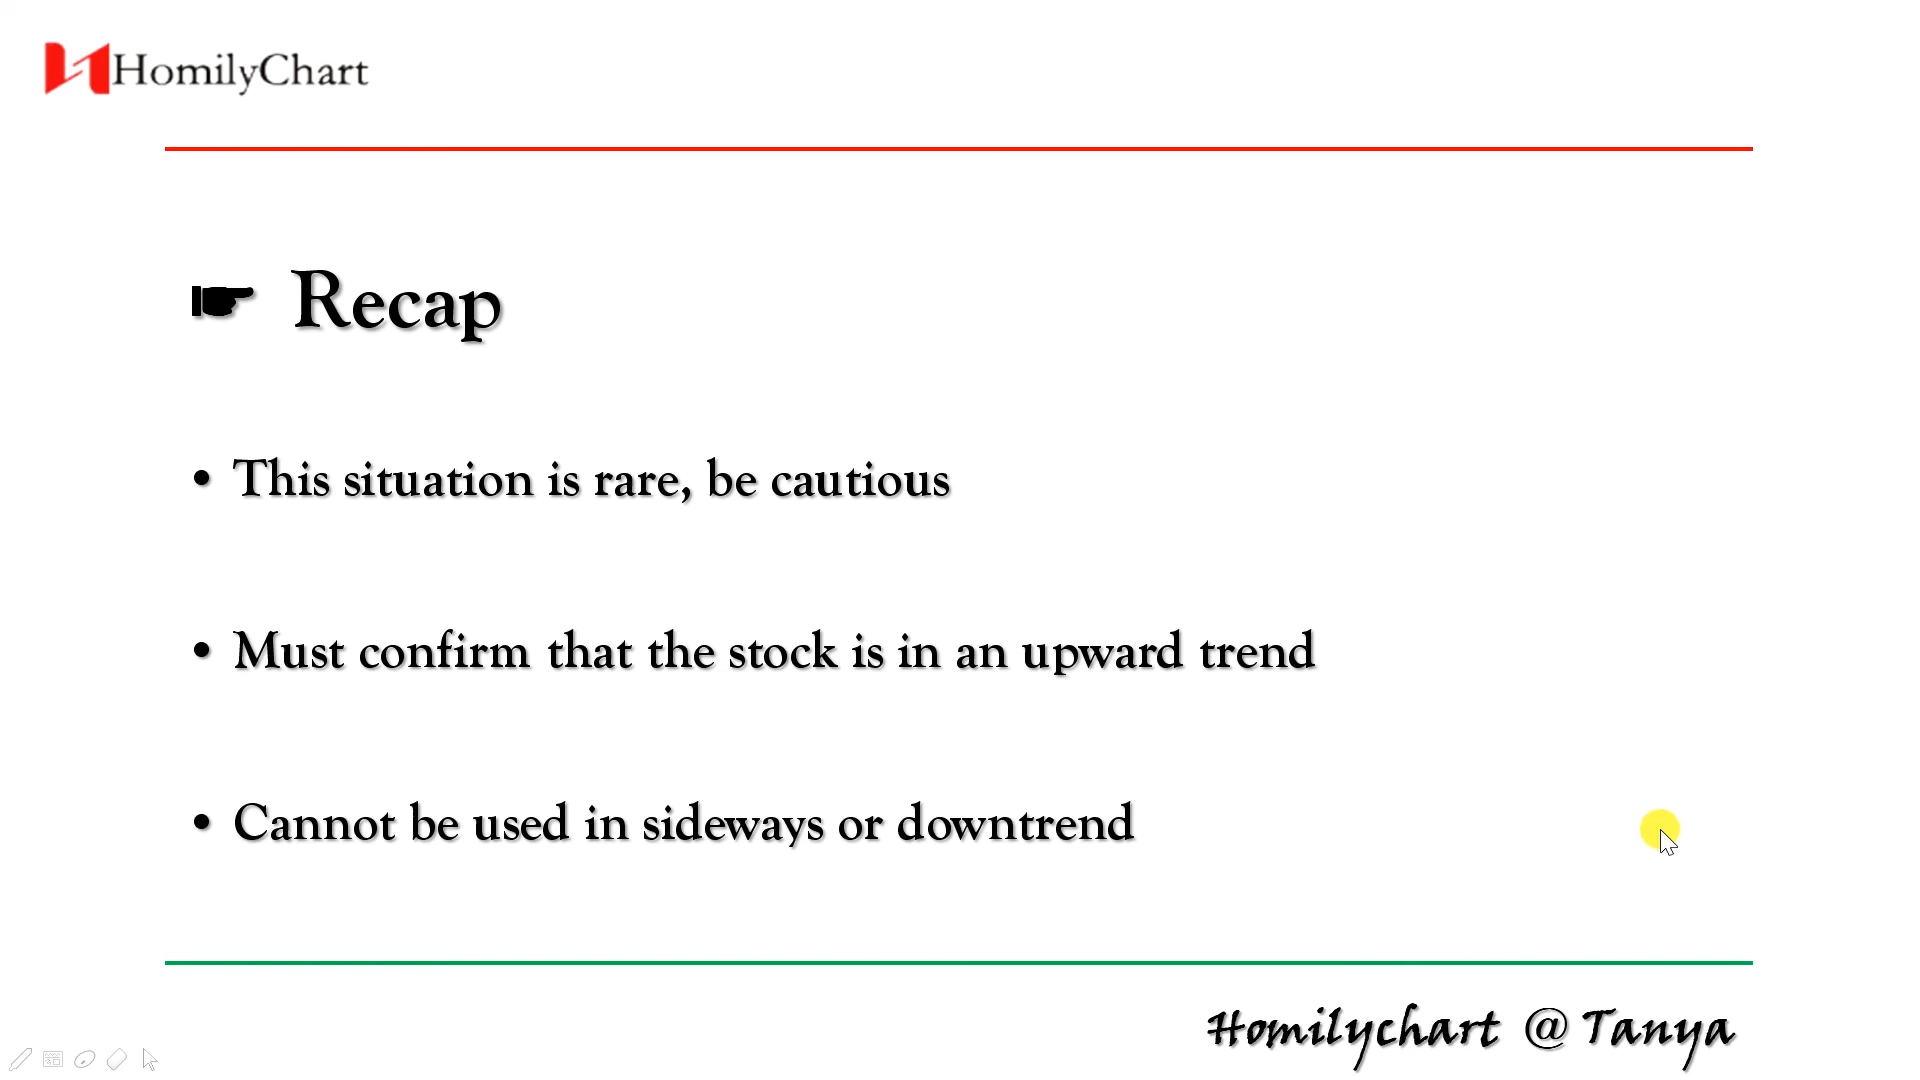 HomilyChart
☛ Recap
• This situation is rare, be cautious
• Must confirm that the stock is in an upward trend
• Cannot be used in sideways or downtrend
Homilychart @ Tanya